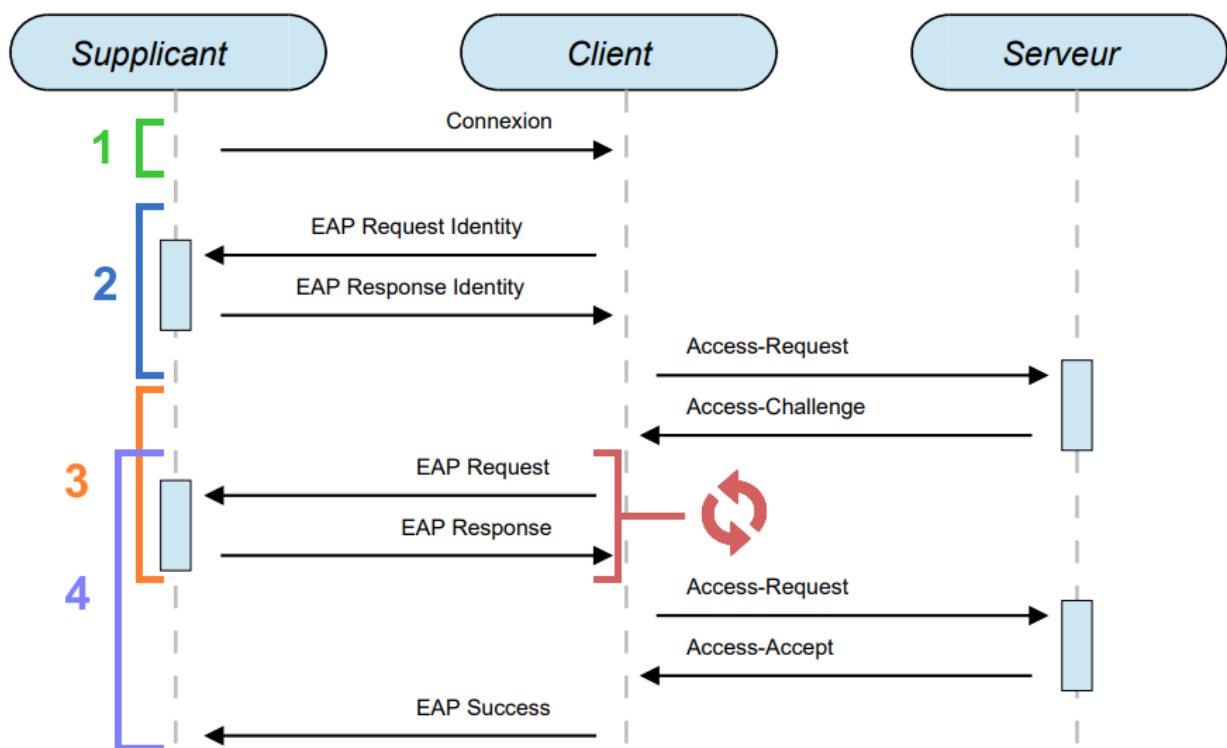 Supplicant
Client
Serveur
1
Connexion
2
EAP Request Identity
EAP Response Identity
Access-Request
Access-Challenge
3
EAP Request
EAP Response
4
Access-Request
Access-Accept
EAP Success